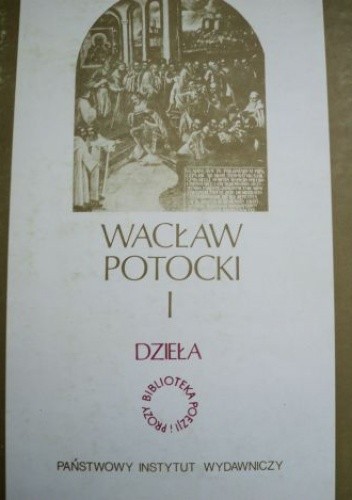 WACŁAW
POTOCKI
I
DZIEŁA
BIBLIOTEKA POEZJI i PROZY
PAŃSTWOWY INSTYTUT WYDAWNICZY